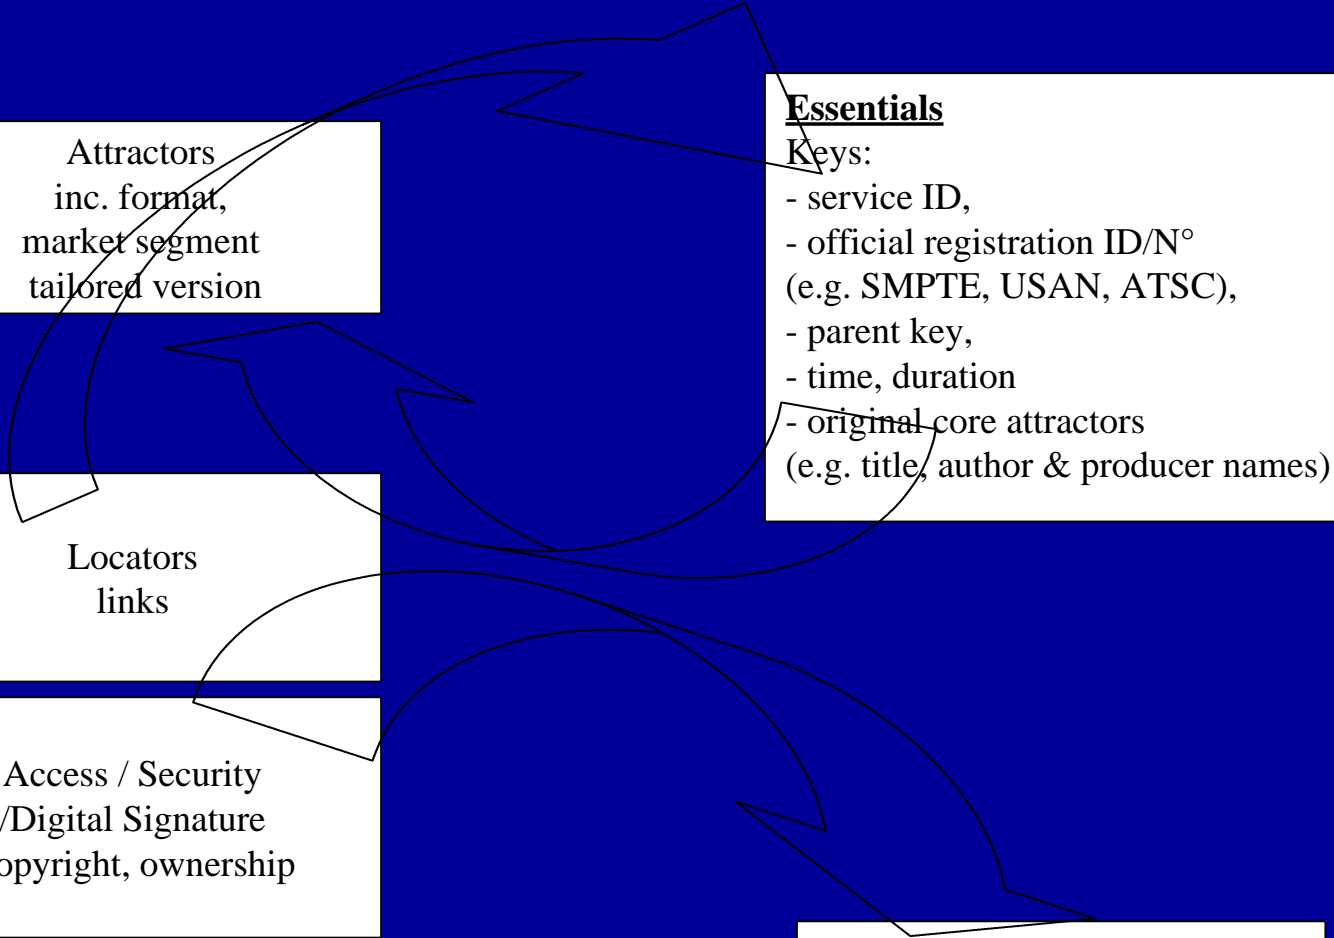 Attractors
inc. format,
market segment
tailored version
Locators
links
Access / Security
/Digital Signature
opyright, ownership
Essentials
Keys:
- service ID,
- official registration ID/N°
(e.g. SMPTE, USAN, ATSC),
- parent key,
- time, duration
- original core attractors
(e.g. title, author & producer names)